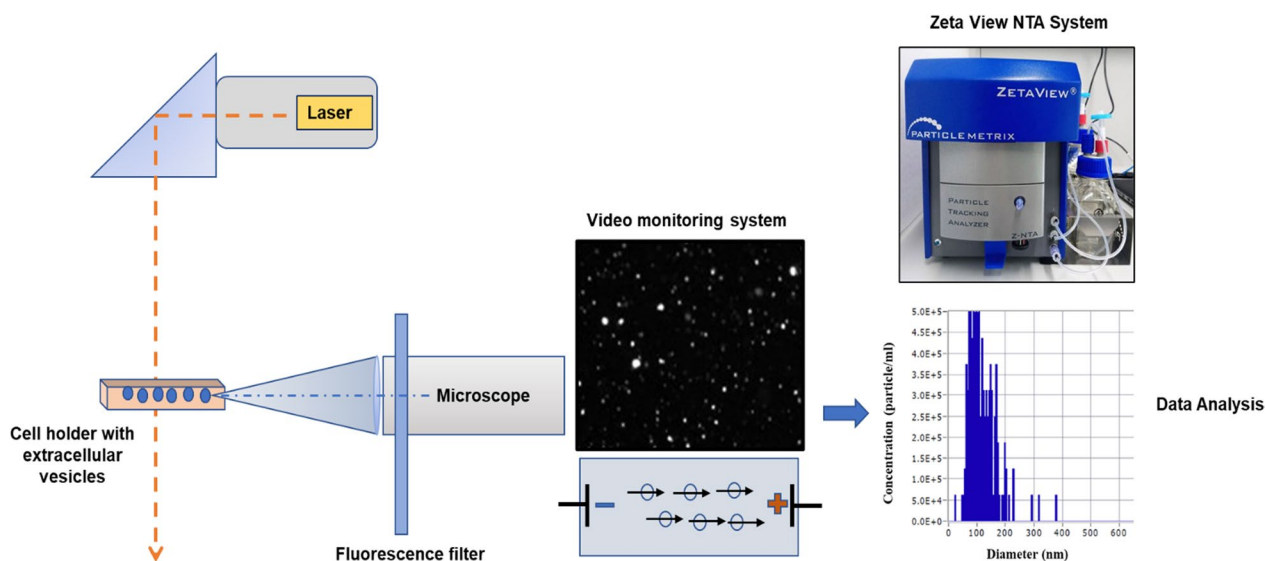 Zeta View NTA System
ZETAVIEW®
PARTICLEMETRIX
PARTICLE
TRACKING
ANALYZER
Z-NTA
Laser
Video monitoring system
Microscope
Cell holder with
extracellular
vesicles
Fluorescence filter
–
+
Concentration (particle/ml)
5.0E+5
4.5E+5
4.0E+5
3.5E+5
3.0E+5
2.5E+5
2.0E+5
1.5E+5
1.0E+5
5.0E+4
0.0E+0
0 100 200 300 400 500 600
Diameter (nm)
Data Analysis